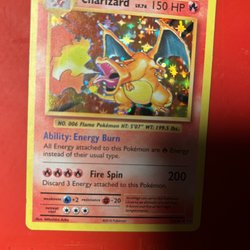 Charizard LV.76 150 HP
NO. 006 Flame Pokémon HT: 5'07" WT: 199.5 lbs.
Ability: Energy Burn
All Energy attached to this Pokémon are Energy
instead of their usual type.
Fire Spin 200
Discard 3 Energy attached to this Pokémon.
weakness ×2 resistance retreat